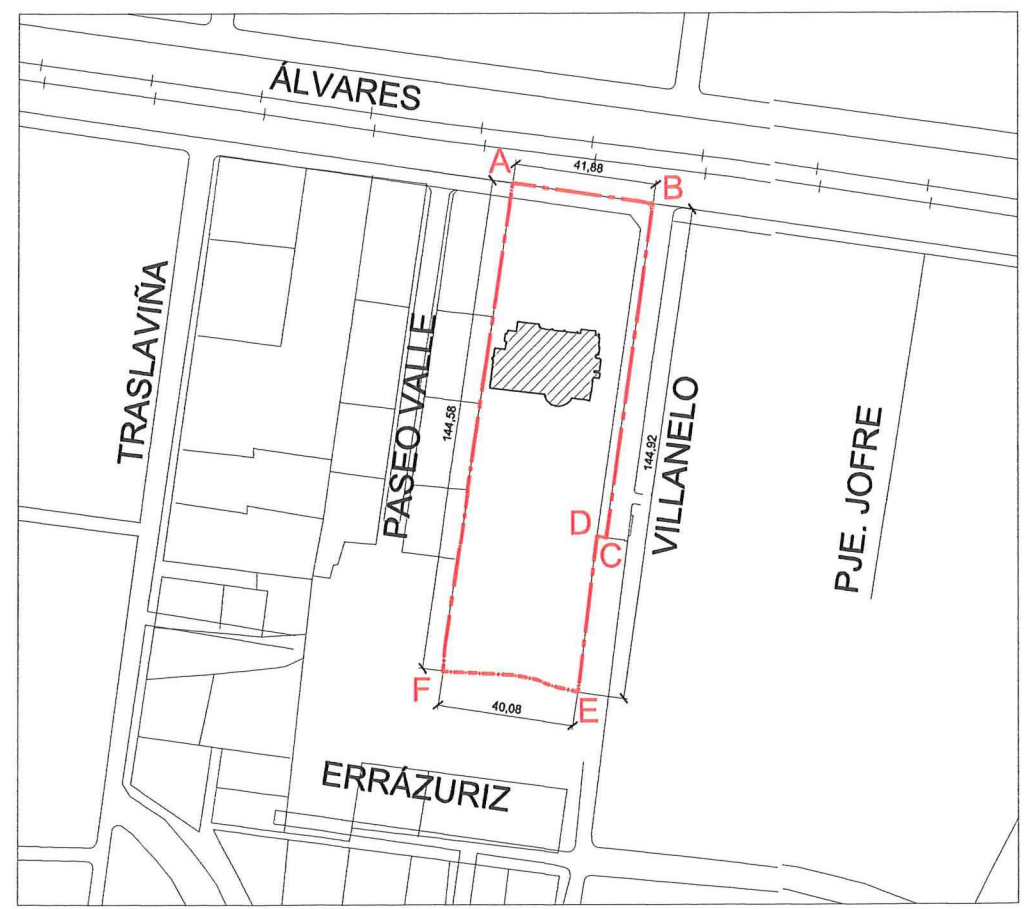 ÁLVARES
A
41,88
B
TRASLAVIÑA
PASEO VALLE
144,58
144,92
VILLANELO
PJE. JOFRE
D
C
F
40,08
E
ERRÁZURIZ